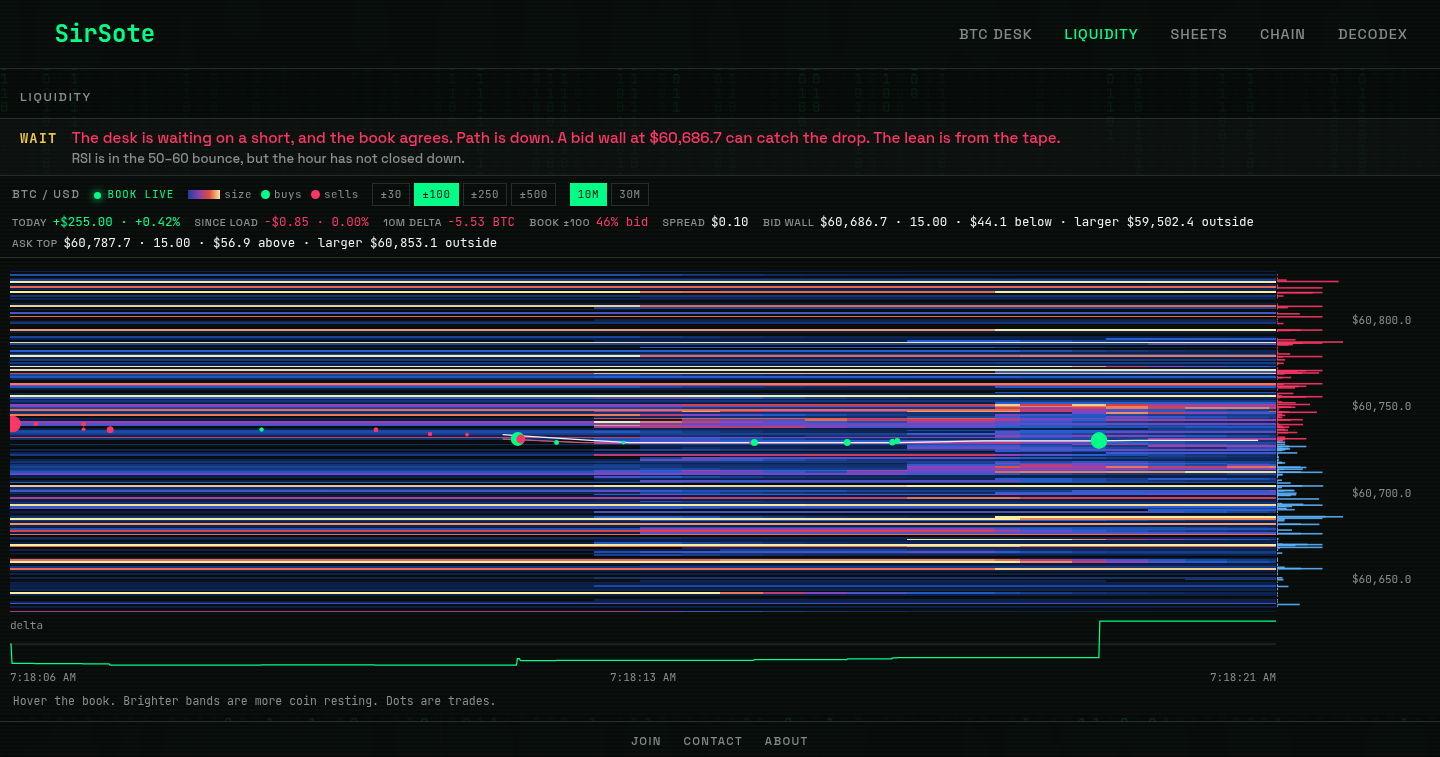 SirSote
BTC DESK LIQUIDITY SHEETS CHAIN DECODEX
LIQUIDITY
WAIT The desk is waiting on a short, and the book agrees. Path is down. A bid wall at $60,686.7 can catch the drop. The lean is from the tape.
RSI is in the 50–60 bounce, but the hour has not closed down.
BTC / USD BOOK LIVE size buys sells ±30 ±100 ±250 ±500 10M 30M
TODAY +$255.00 · +0.42% SINCE LOAD -$0.85 · 0.00% 10M DELTA -5.53 BTC BOOK ±100 46% bid SPREAD $0.10 BID WALL $60,686.7 · 15.00 · $44.1 below · larger $59,502.4 outside
ASK TOP $60,787.7 · 15.00 · $56.9 above · larger $60,853.1 outside
$60,800.0
$60,750.0
$60,700.0
$60,650.0
delta
7:18:06 AM 7:18:13 AM 7:18:21 AM
Hover the book. Brighter bands are more coin resting. Dots are trades.
JOIN CONTACT ABOUT